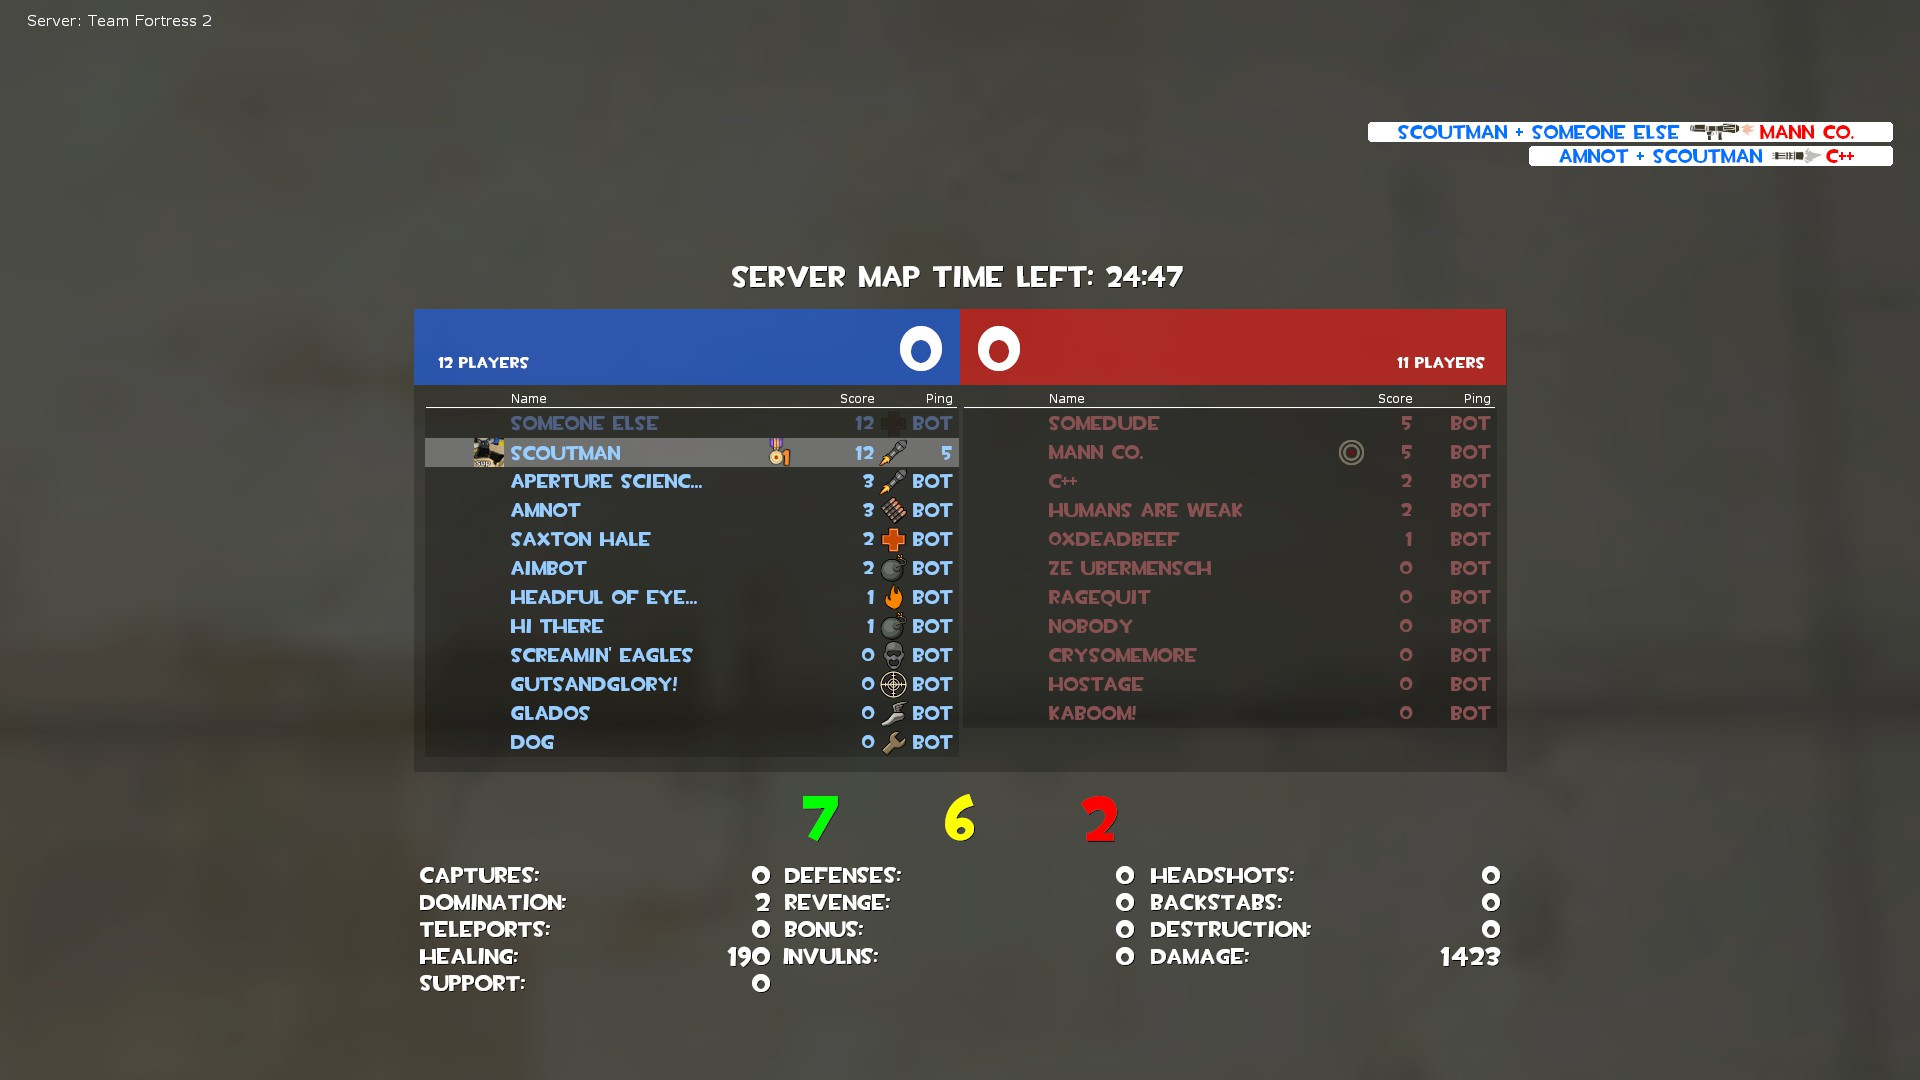 Server: Team Fortress 2
SCOUTMAN + SOMEONE ELSE MANN CO.
AMNOT + SCOUTMAN C++
SERVER MAP TIME LEFT: 24:47
12 PLAYERS 0 0 11 PLAYERS
Name Score Ping Name Score Ping
SOMEONE ELSE 12 BOT SOMEDUDE 5 BOT
SCOUTMAN 1 12 5 MANN CO. 5 BOT
APERTURE SCIENC... 3 BOT C++ 2 BOT
AMNOT 3 BOT HUMANS ARE WEAK 2 BOT
SAXTON HALE 2 BOT 0XDEADBEEF 1 BOT
AIMBOT 2 BOT ZE UBERMENSCH 0 BOT
HEADFUL OF EYE... 1 BOT RAGEQUIT 0 BOT
HI THERE 1 BOT NOBODY 0 BOT
SCREAMIN' EAGLES 0 BOT CRYSOMEMORE 0 BOT
GUTSANDGLORY! 0 BOT HOSTAGE 0 BOT
GLADOS 0 BOT KABOOM! 0 BOT
DOG 0 BOT
7 6 2
CAPTURES: 0 DEFENSES: 0 HEADSHOTS: 0
DOMINATION: 2 REVENGE: 0 BACKSTABS: 0
TELEPORTS: 0 BONUS: 0 DESTRUCTION: 0
HEALING: 190 INVULNS: 0 DAMAGE: 1423
SUPPORT: 0